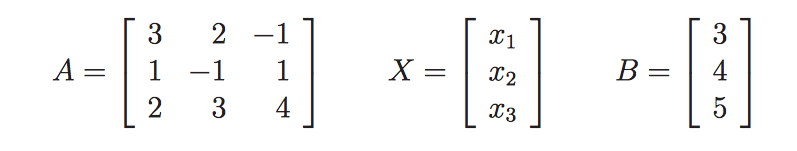 A = [ 3 2 −1 ; 1 −1 1 ; 2 3 4 ] X = [ x₁ ; x₂ ; x₃ ] B = [ 3 ; 4 ; 5 ]